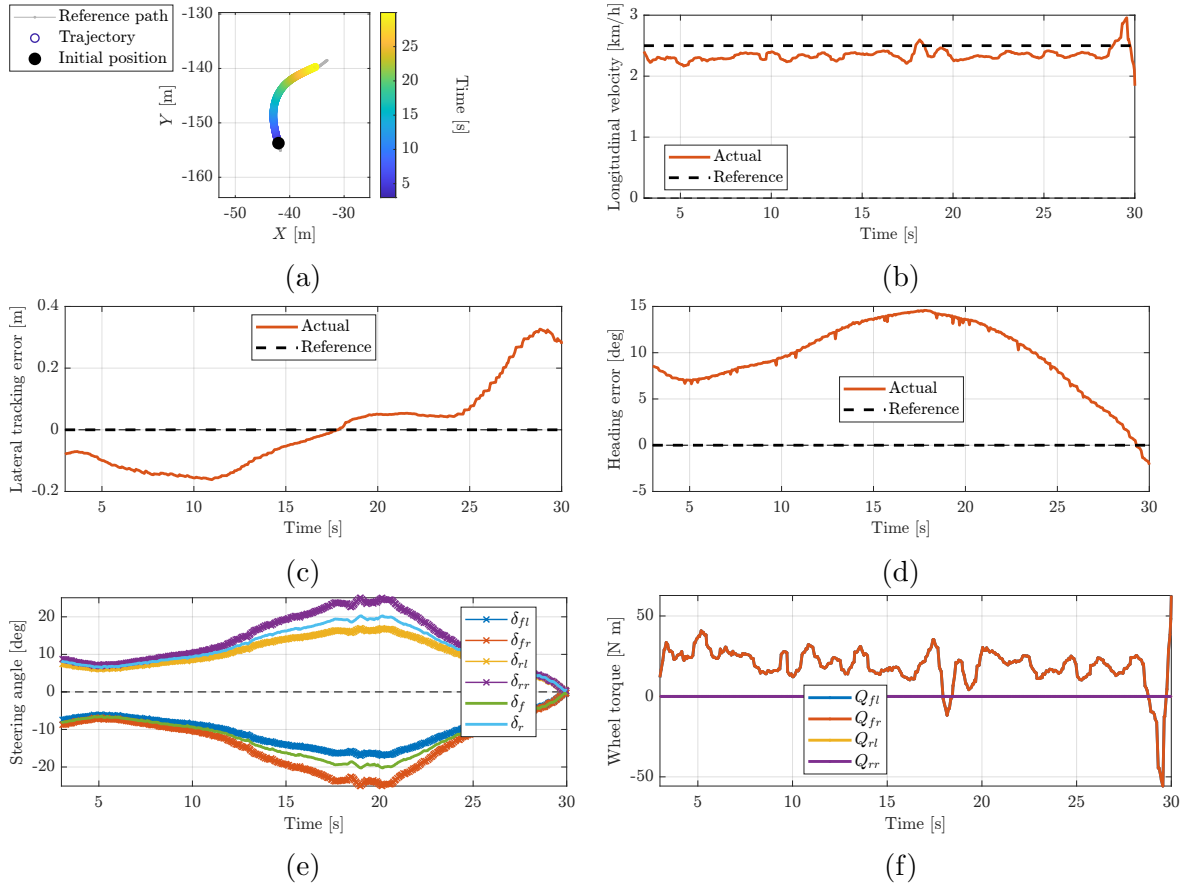 Reference path
Trajectory
Initial position
-130
-140
-150
-160
Y [m]
-50
-40
-30
X [m]
25
20
15
10
5
Time [s]
(a)
3
2
1
0
Longitudinal velocity [km/h]
Actual
Reference
5
10
15
20
25
30
Time [s]
(b)
0.4
0.2
0
-0.2
Lateral tracking error [m]
Actual
Reference
5
10
15
20
25
30
Time [s]
(c)
15
10
5
0
-5
Heading error [deg]
Actual
Reference
5
10
15
20
25
30
Time [s]
(d)
20
10
0
-10
-20
Steering angle [deg]
δfl
δfr
δrl
δrr
δf
δr
5
10
15
20
25
30
Time [s]
(e)
50
0
-50
Wheel torque [N m]
Qfl
Qfr
Qrl
Qrr
5
10
15
20
25
30
Time [s]
(f)